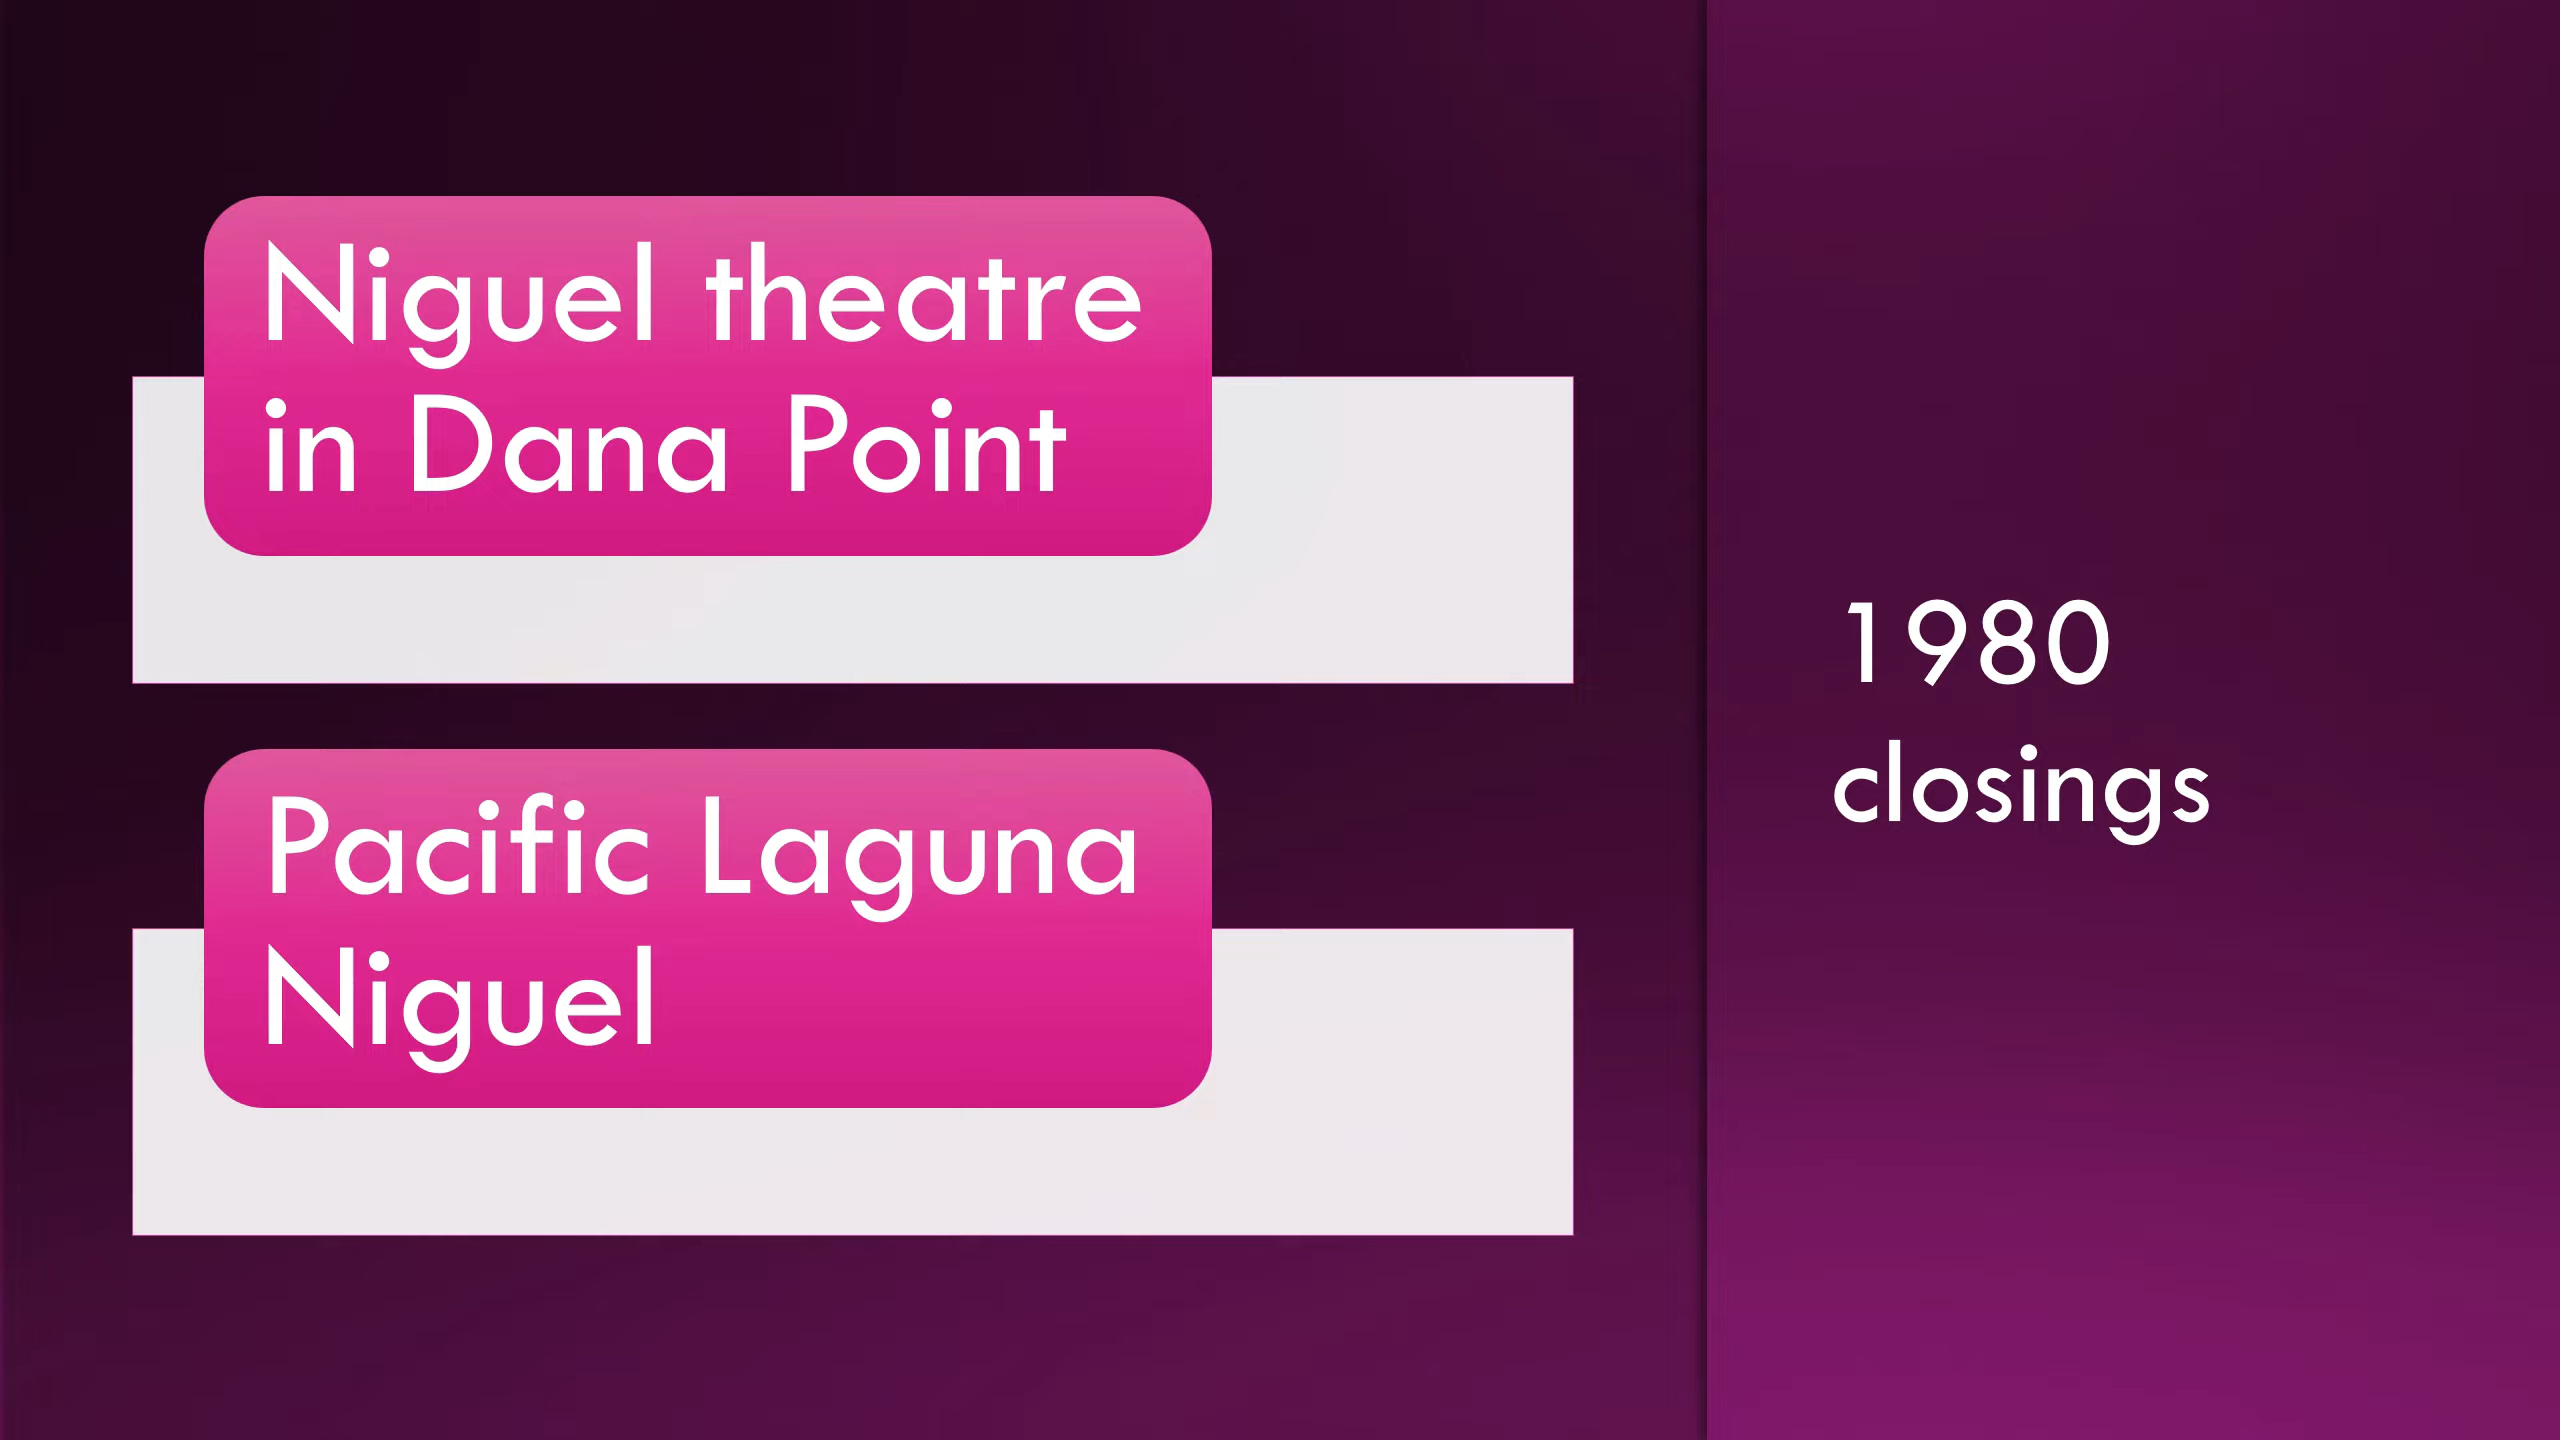 Niguel theatre
in Dana Point
Pacific Laguna
Niguel
1980
closings